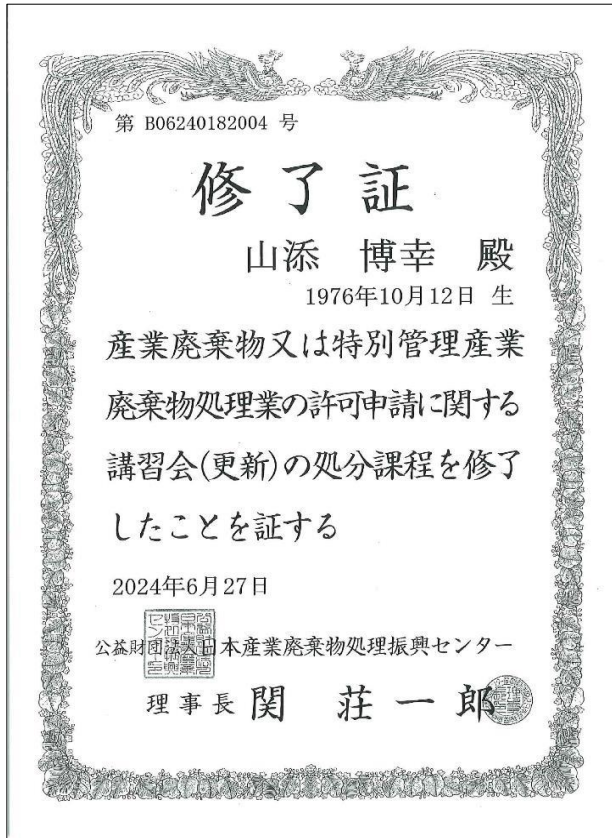 第 B06240182004 号
修了証
山添 博幸 殿
1976年10月12日 生
産業廃棄物又は特別管理産業
廃棄物処理業の許可申請に関する
講習会(更新)の処分課程を修了
したことを証する
2024年6月27日
公益財団法人日本産業廃棄物処理振興センター
理事長 関 荘一郎